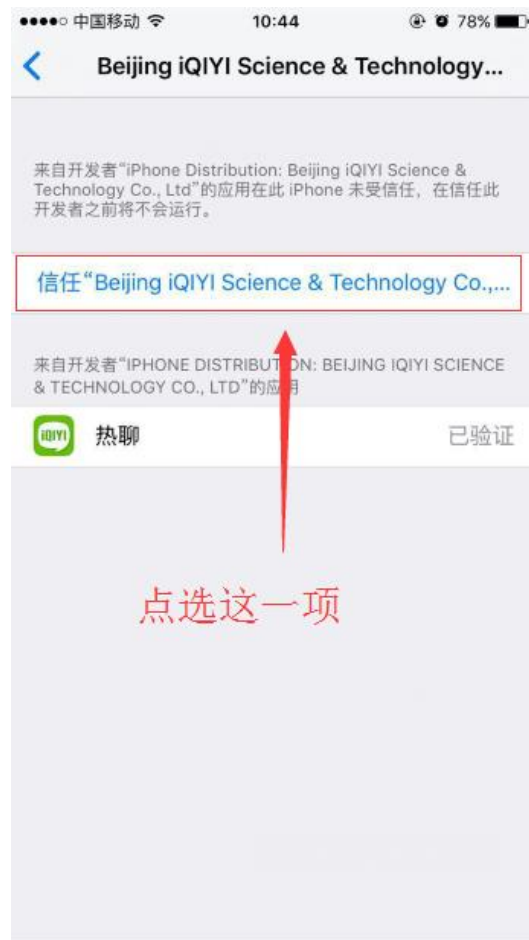 中国移动 10:44 78%
Beijing iQIYI Science & Technology...
来自开发者“iPhone Distribution: Beijing iQIYI Science &
Technology Co., Ltd”的应用在此 iPhone 未受信任，在信任此
开发者之前将不会运行。
信任“Beijing iQIYI Science & Technology Co.,...
来自开发者“IPHONE DISTRIBUTION: BEIJING IQIYI SCIENCE
& TECHNOLOGY CO., LTD”的应用
iQIYI 热聊 已验证
点选这一项